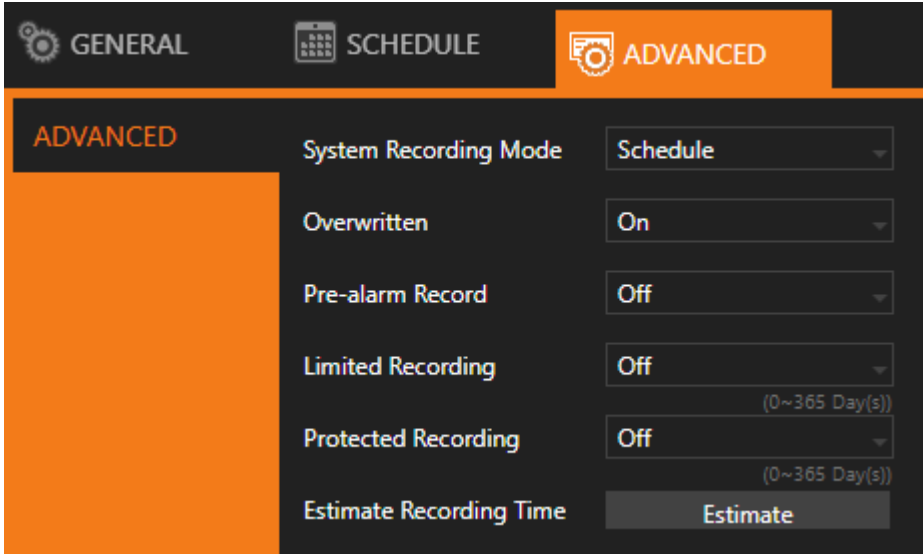 GENERAL SCHEDULE ADVANCED
ADVANCED
System Recording Mode Schedule
Overwritten On
Pre-alarm Record Off
Limited Recording Off
(0~365 Day(s))
Protected Recording Off
(0~365 Day(s))
Estimate Recording Time Estimate